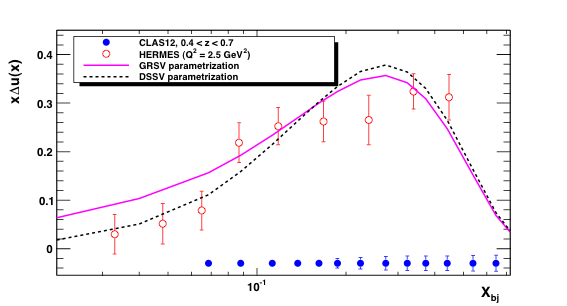 CLAS12, 0.4 < z < 0.7
HERMES (Q² = 2.5 GeV²)
GRSV parametrization
DSSV parametrization
xΔu(x)
0.4
0.3
0.2
0.1
0
10⁻¹
X_bj